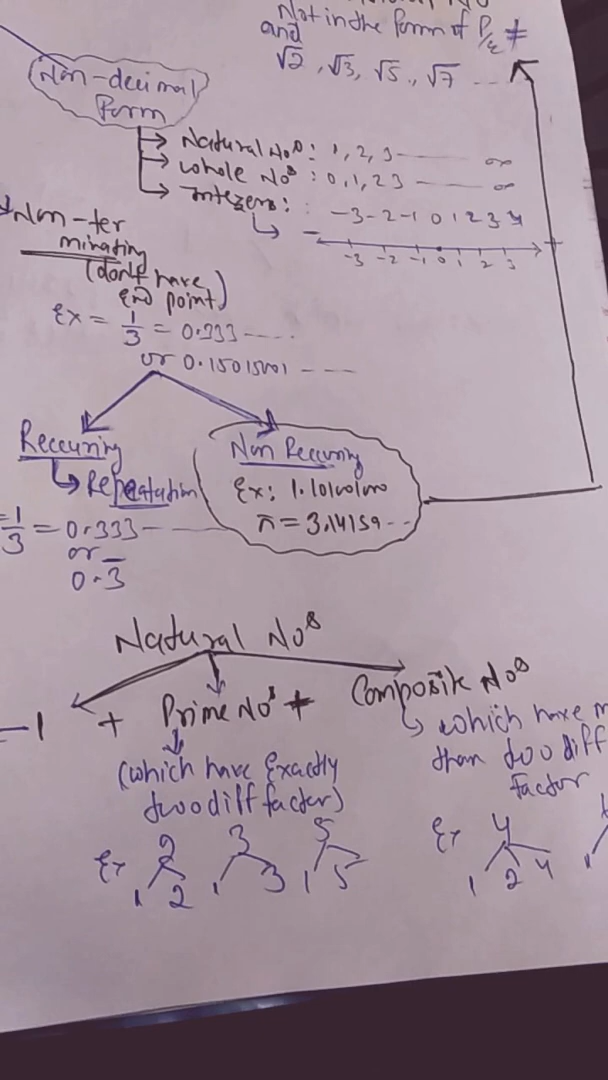 Not in the form of P/q ≠
and
√2, √3, √5, √7 ...
Non-decimal
Form
Natural No.s: 1, 2, 3 ------ ∞
whole No.s: 0, 1, 2 3 ------ ∞
Integers: -3 -2 -1 0 1 2 3 4
-3 -2 -1 0 1 2 3
Non-ter
minating
(don't have
end point)
Ex = 1/3 = 0.333 ----
or 0.15015001 ---
Reccuring
Repeatation
1/3 = 0.333 ------
or
0.3̅
Non Reccuring
Ex: 1.101001000
π = 3.14159 --
Natural No.s
1 + Prime No.s + Composite No.s
(which have Exactly
two diff factor)
which have m
than two diff
factor
Ex 2 3 5
1 2 1 3 1 5
Ex 4
1 2 4